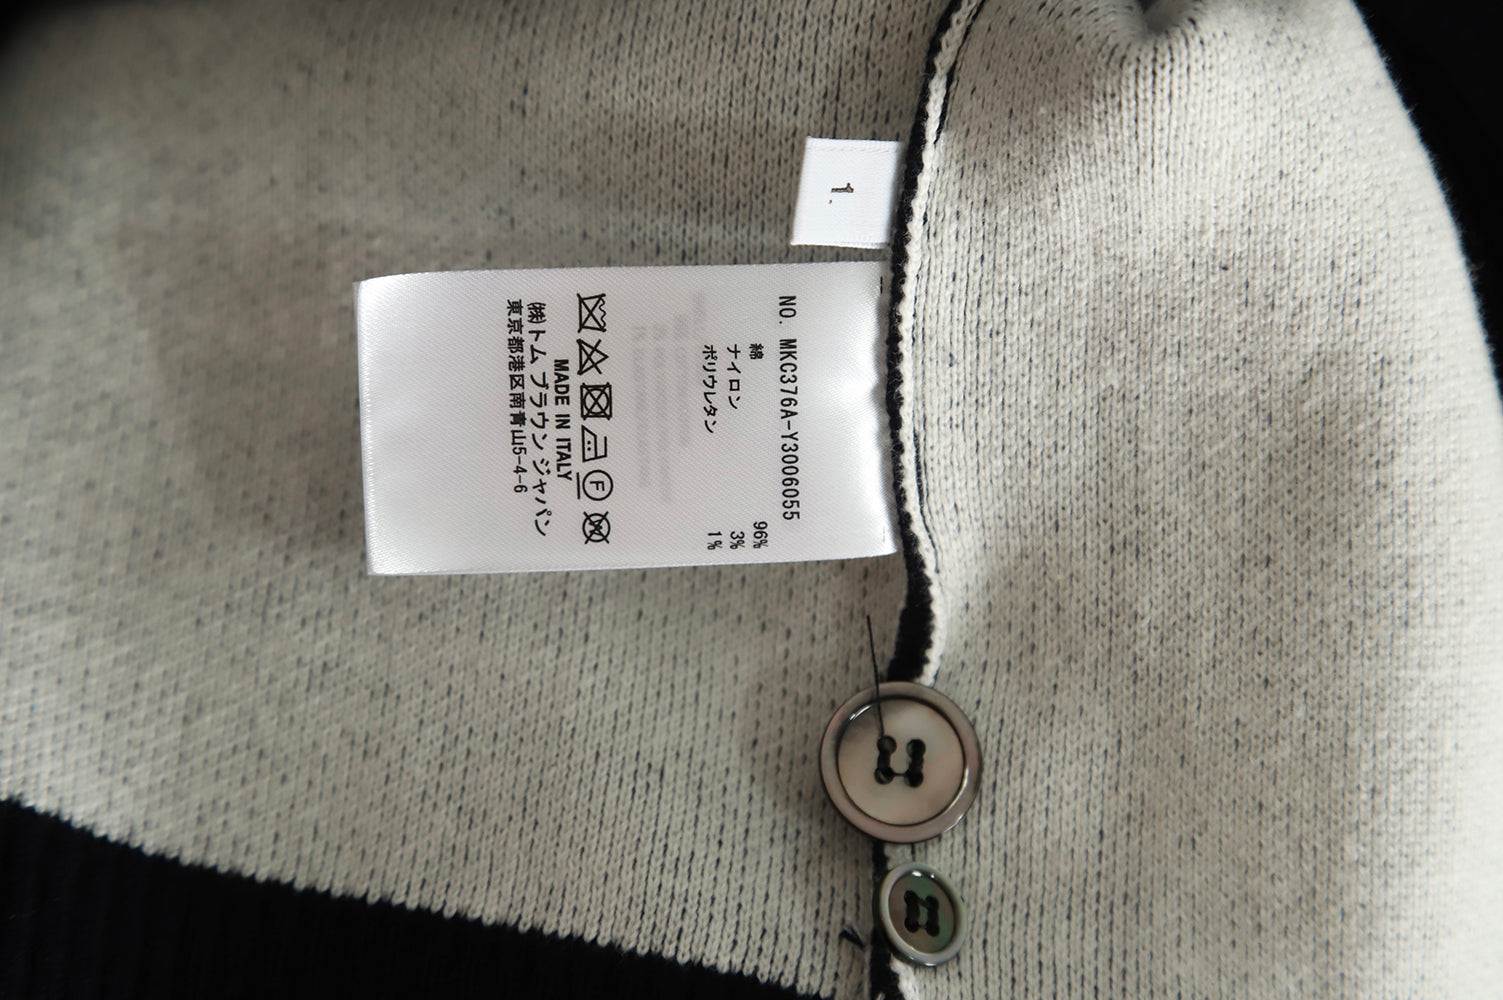 1.
NO. MKC376A-Y3006055
綿 96%
ナイロン 3%
ポリウレタン 1%
F
W
MADE IN ITALY
㈱トム ブラウン ジャパン
東京都港区南青山5-4-6